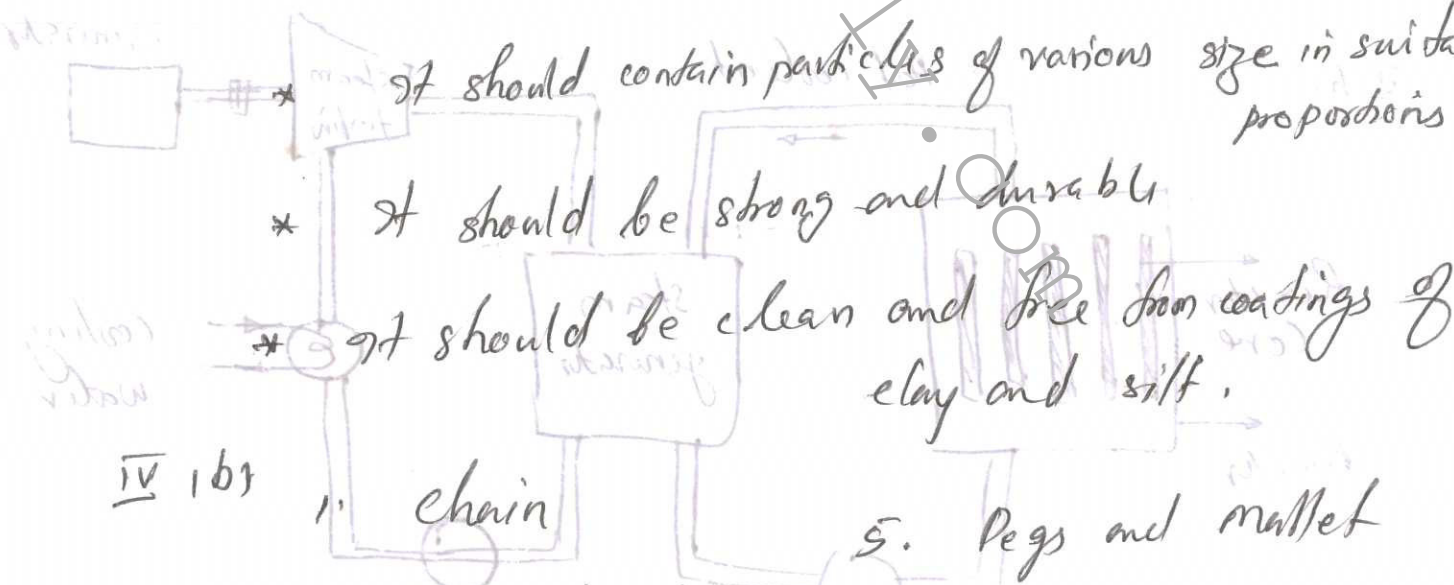 * It should contain particles of various size in
proportions
* It should be strong and durable
* It should be clean and free from coatings of
clay and silt.
IV , b)
1. chain
5. Pegs and mallet